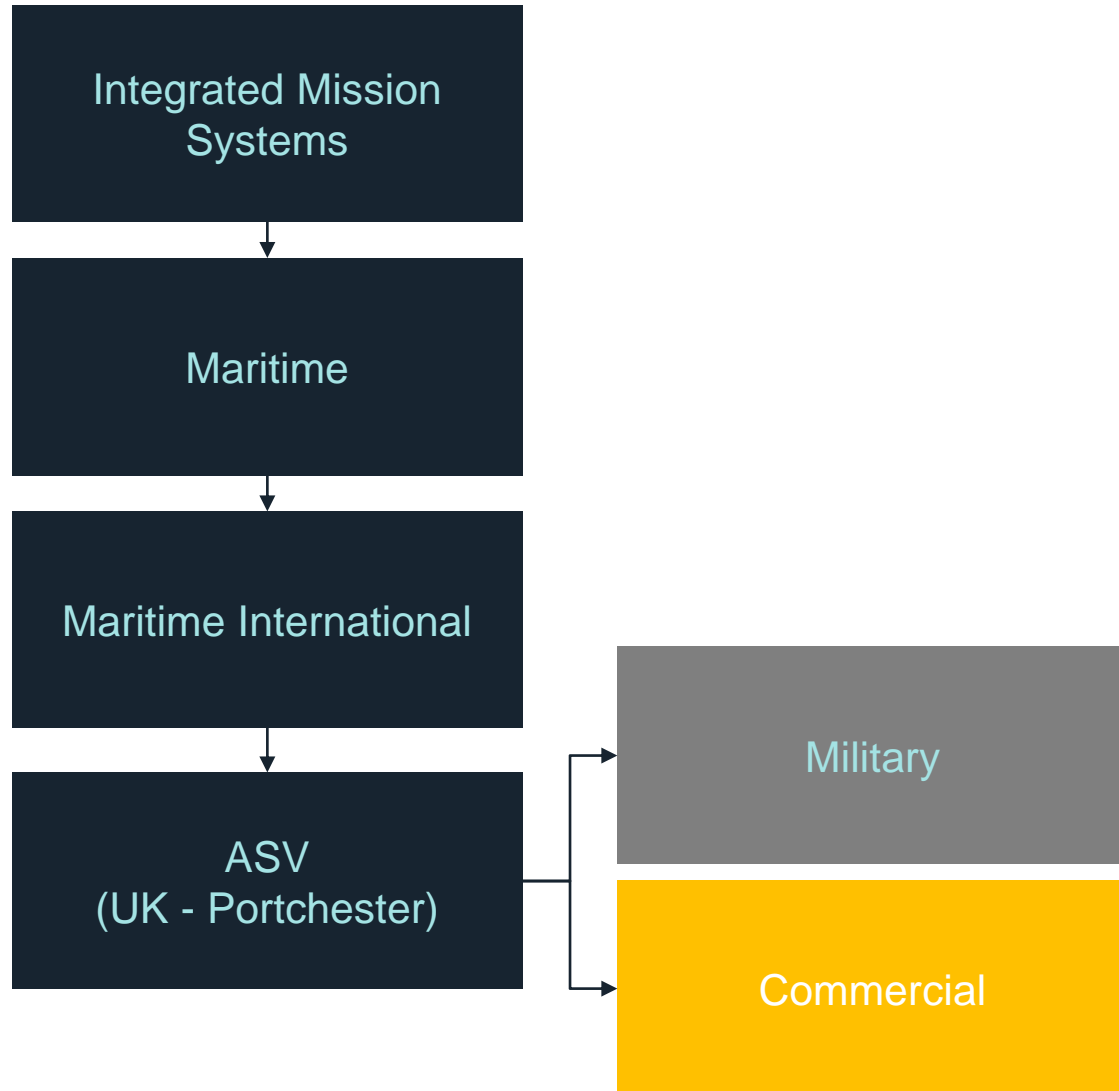 Integrated Mission
Systems
Maritime
Maritime International
ASV
(UK - Portchester)
Military
Commercial